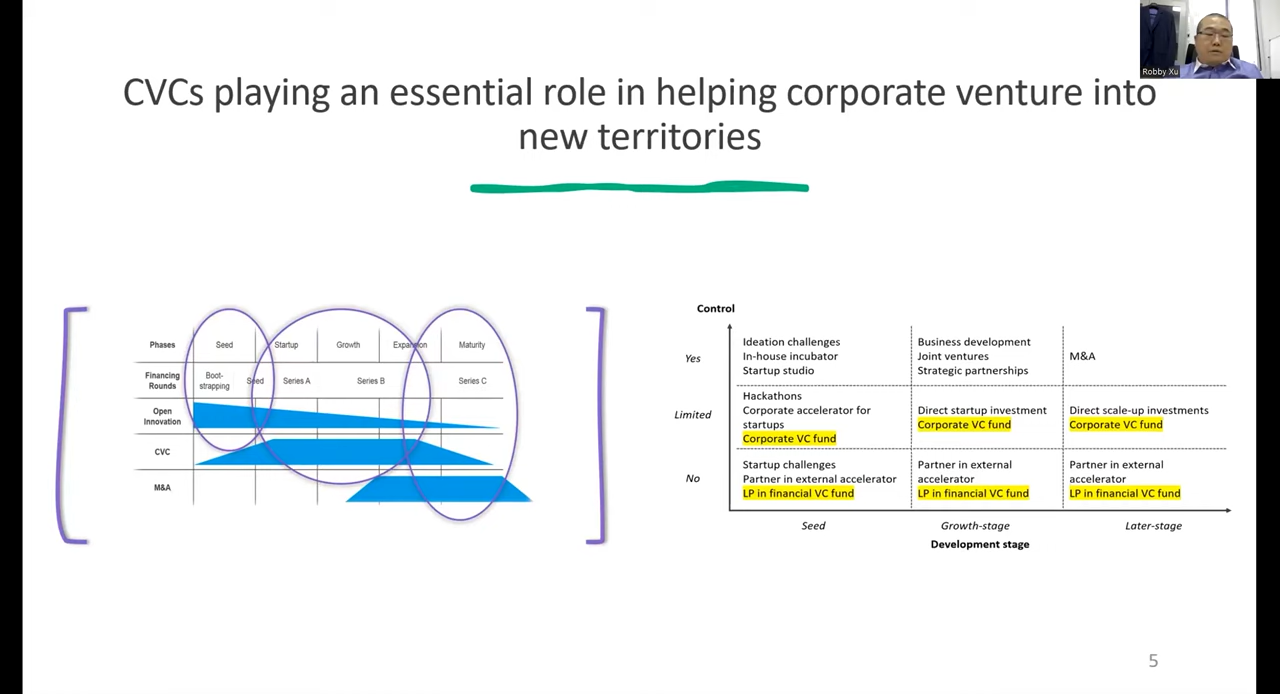 Robby Xu
CVCs playing an essential role in helping corporate venture into
new territories
Phases Seed Startup Growth Expansion Maturity
Financing
Rounds
Boot-
strapping
Seed Series A Series B Series C
Open
Innovation
CVC
M&A
Control
Yes
Ideation challenges
In-house incubator
Startup studio
Business development
Joint ventures
Strategic partnerships
M&A
Limited
Hackathons
Corporate accelerator for
startups
Corporate VC fund
Direct startup investment
Corporate VC fund
Direct scale-up investments
Corporate VC fund
No
Startup challenges
Partner in external accelerator
LP in financial VC fund
Partner in external
accelerator
LP in financial VC fund
Partner in external
accelerator
LP in financial VC fund
Seed Growth-stage Later-stage
Development stage
5